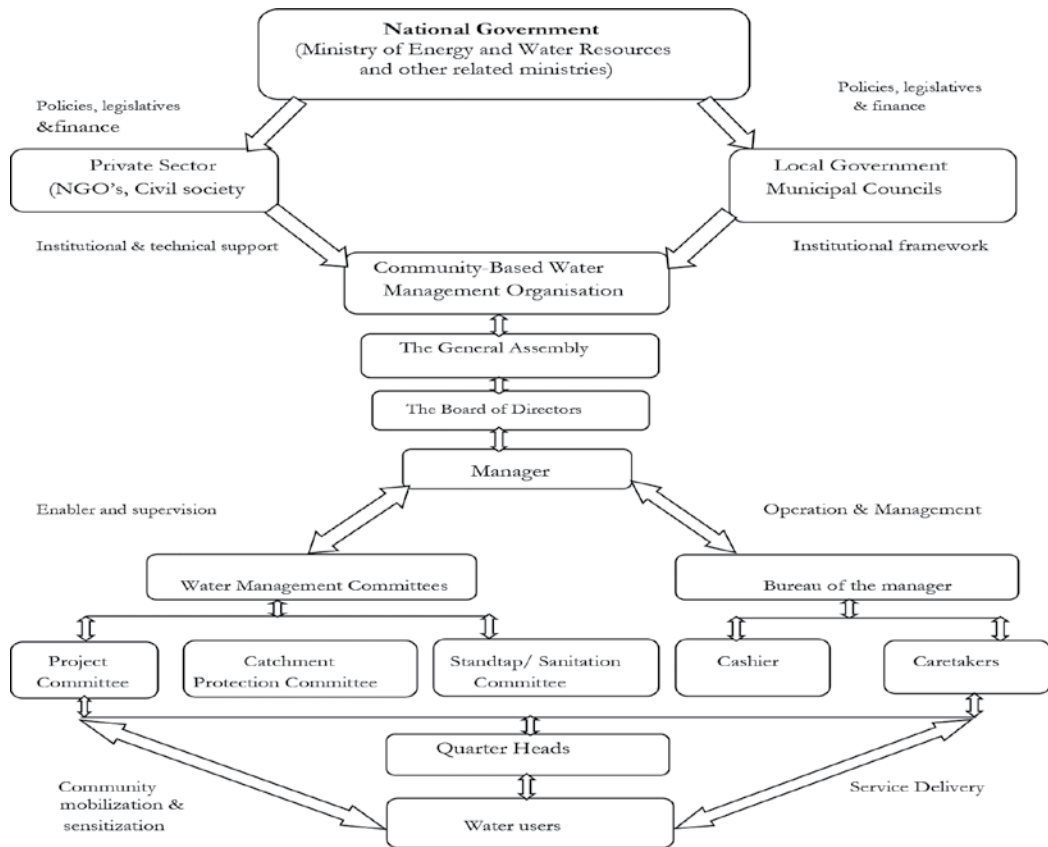 National Government
(Ministry of Energy and Water Resources
and other related ministries)
Policies, legislatives
&finance
Policies, legislatives
& finance
Private Sector
(NGO's, Civil society
Local Government
Municipal Councils
Institutional & technical support
Institutional framework
Community-Based Water
Management Organisation
The General Assembly
The Board of Directors
Manager
Enabler and supervision
Operation & Management
Water Management Committees
Bureau of the manager
Project
Committee
Catchment
Protection Committee
Standtap/ Sanitation
Committee
Cashier
Caretakers
Quarter Heads
Community
mobilization &
sensitization
Service Delivery
Water users